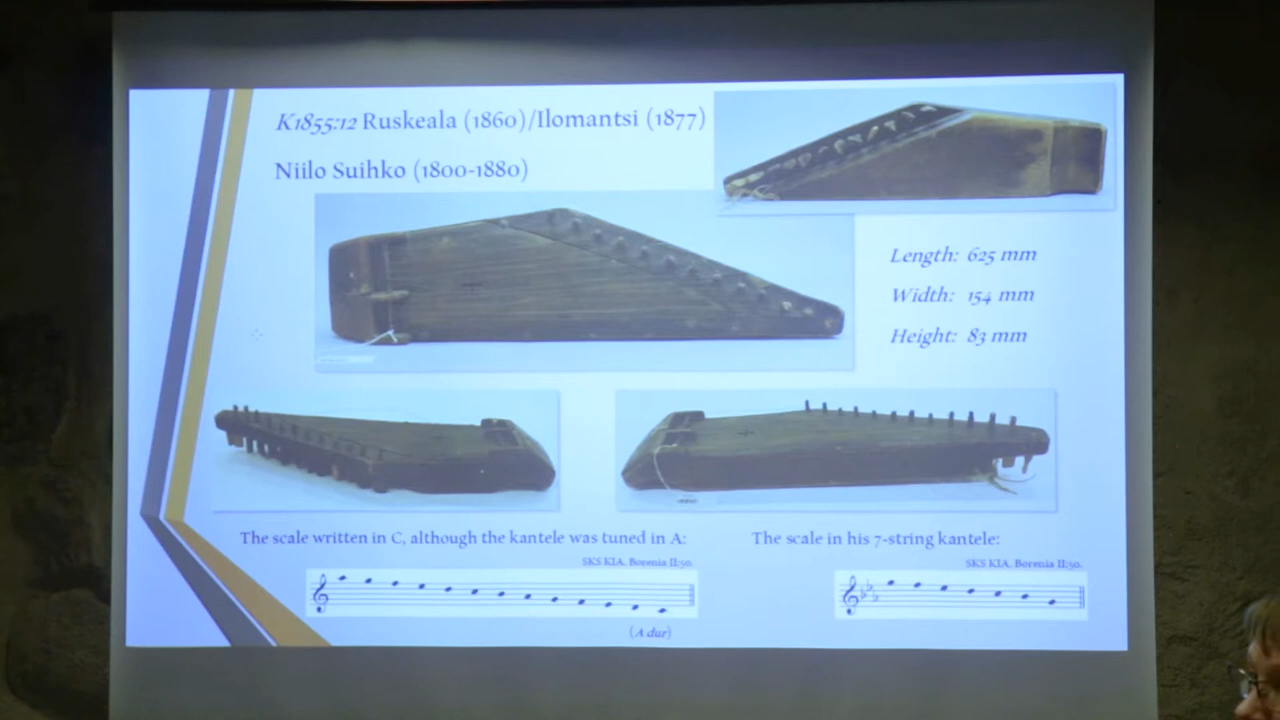 K1855:12 Ruskeala (1860)/Ilomantsi (1877)
Niilo Suihko (1800-1880)
Length: 625 mm
Width: 154 mm
Height: 83 mm
The scale written in C, although the kantele was tuned in A:
SKS KIA. Borenia II:50.
(A dur)
The scale in his 7-string kantele:
SKS KIA. Borenia II:50.